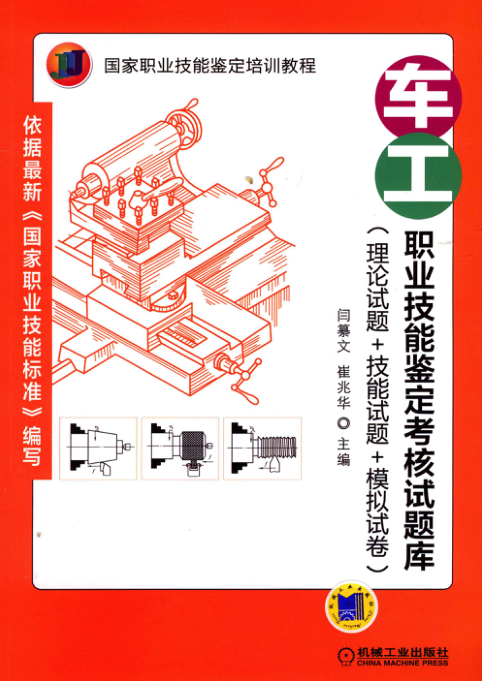 国家职业技能鉴定培训教程
车工
职业技能鉴定考核试题库
(理论试题+技能试题+模拟试卷)
闫纂文 崔兆华◎主编
依据最新《国家职业技能标准》编写
机械工业出版社
CHINA MACHINE PRESS